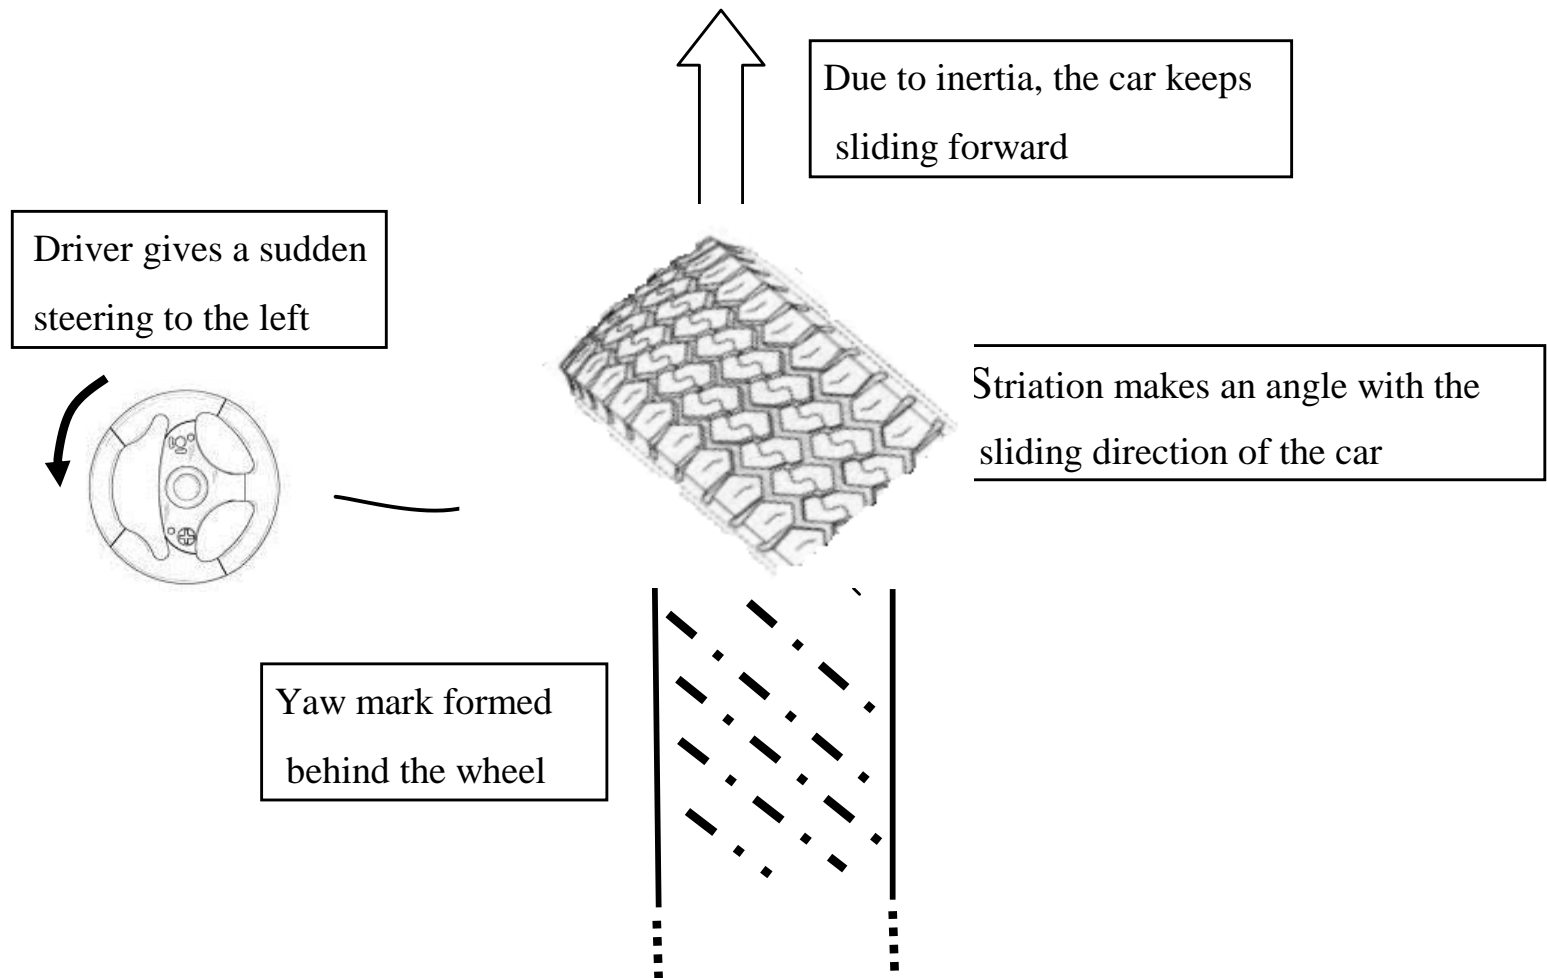 Due to inertia, the car keeps
sliding forward
Driver gives a sudden
steering to the left
Striation makes an angle with the
sliding direction of the car
Yaw mark formed
behind the wheel